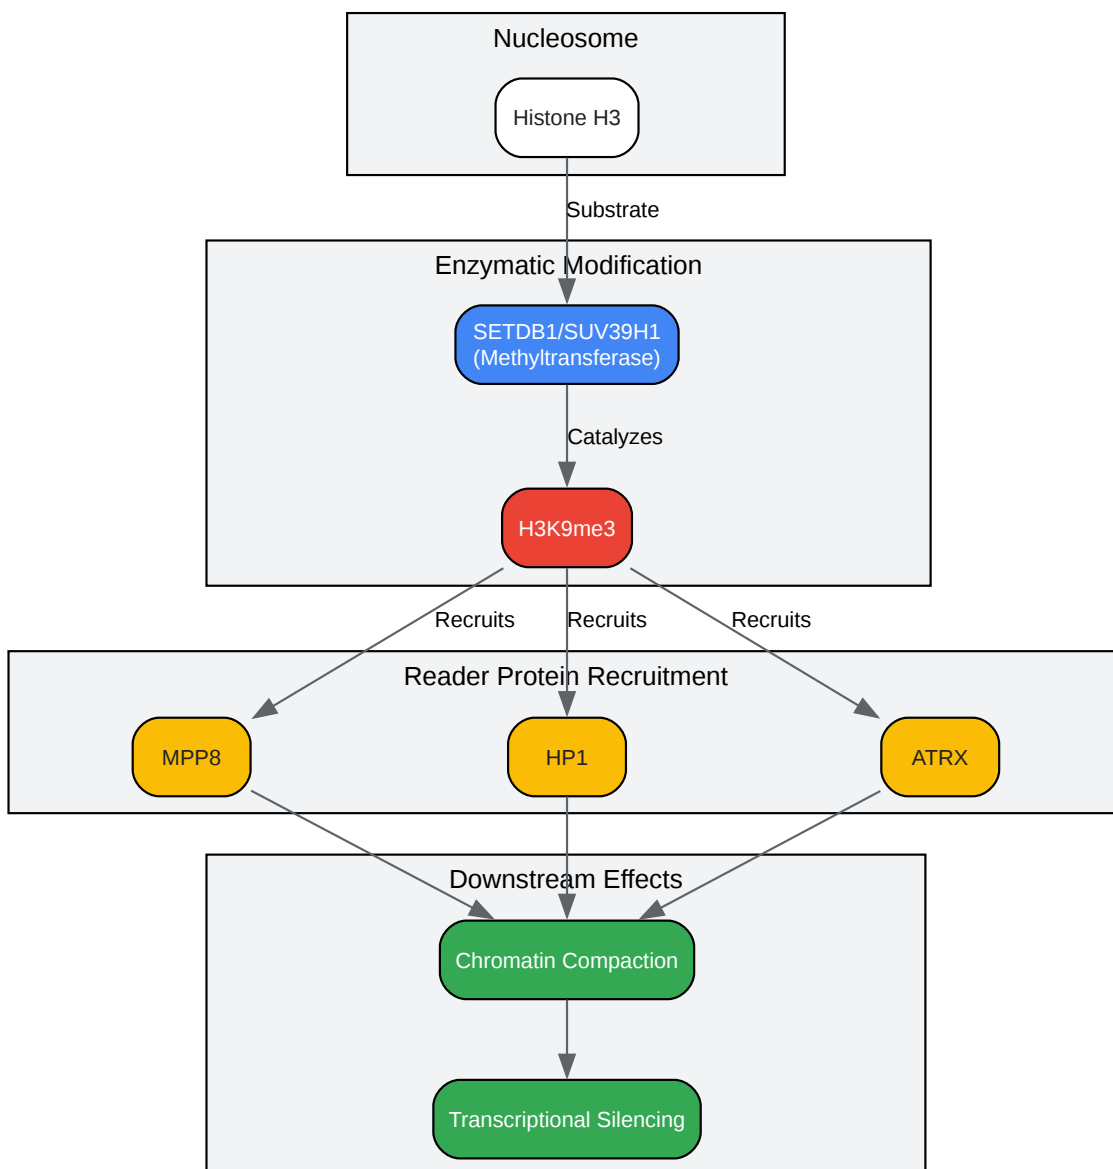 Nucleosome
Histone H3
Substrate
Enzymatic Modification
SETDB1/SUV39H1
(Methyltransferase)
Catalyzes
H3K9me3
Recruits
Recruits
Recruits
Reader Protein Recruitment
MPP8
HP1
ATRX
Downstream Effects
Chromatin Compaction
Transcriptional Silencing